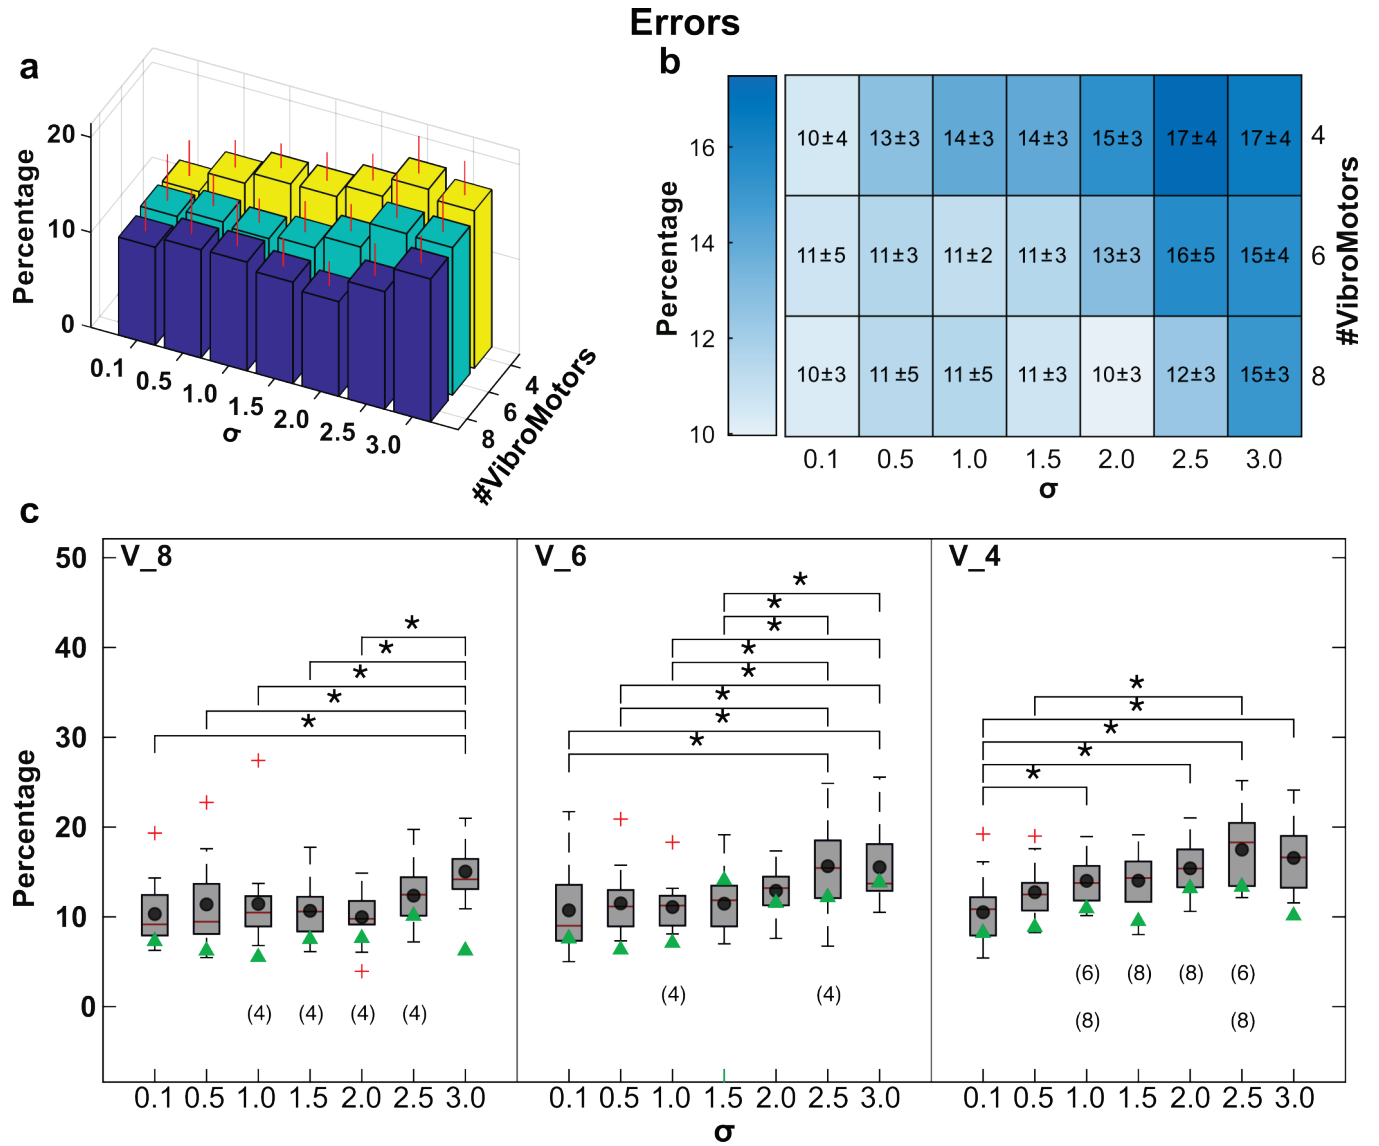 Errors
a
Percentage
20
10
0
0.1
0.5
1.0
1.5
2.0
2.5
3.0
σ
4
6
8
#VibroMotors
b
Percentage
16
14
12
10
10±4 13±3 14±3 14±3 15±3 17±4 17±4 4
11±5 11±3 11±2 11±3 13±3 16±5 15±4 6
10±3 11±5 11±5 11±3 10±3 12±3 15±3 8
0.1 0.5 1.0 1.5 2.0 2.5 3.0
σ
#VibroMotors
c
Percentage
50
40
30
20
10
0
V_8
* 
*
*
*
*
(4) (4) (4) (4)
0.1 0.5 1.0 1.5 2.0 2.5 3.0
V_6
*
*
*
*
*
*
*
*
(4) (4)
0.1 0.5 1.0 1.5 2.0 2.5 3.0
V_4
*
*
*
*
*
(6) (8) (8) (6)
(8) (8)
0.1 0.5 1.0 1.5 2.0 2.5 3.0
σ